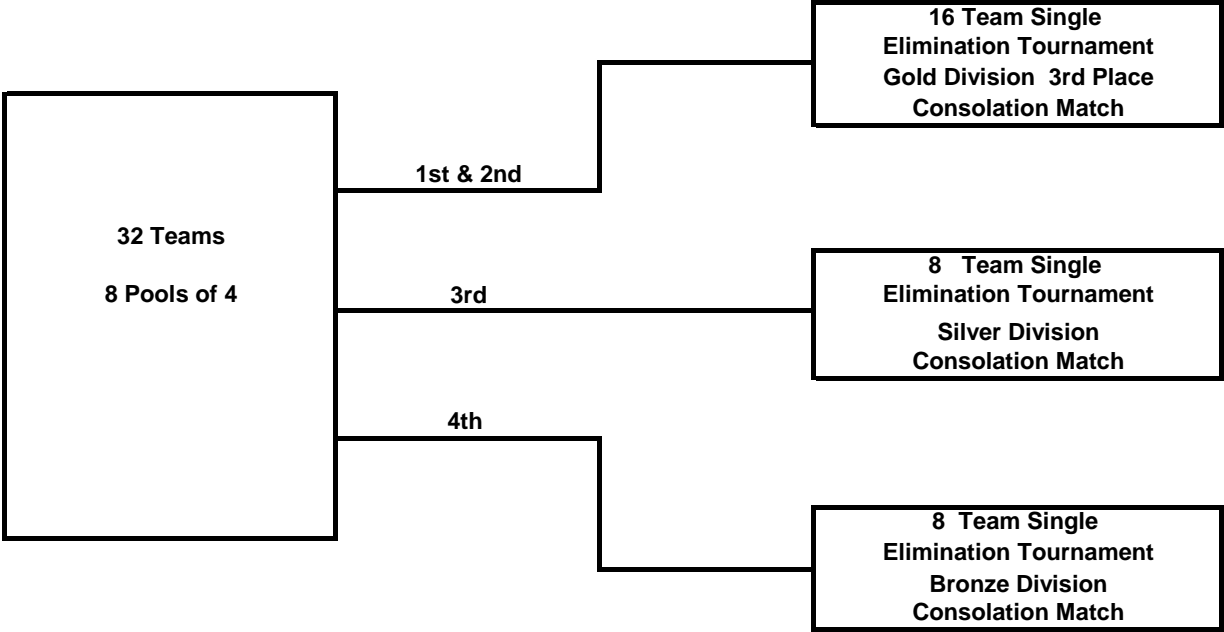 32 Teams
8 Pools of 4
1st & 2nd
3rd
4th
16 Team Single
Elimination Tournament
Gold Division 3rd Place
Consolation Match
8 Team Single
Elimination Tournament
Silver Division
Consolation Match
8 Team Single
Elimination Tournament
Bronze Division
Consolation Match